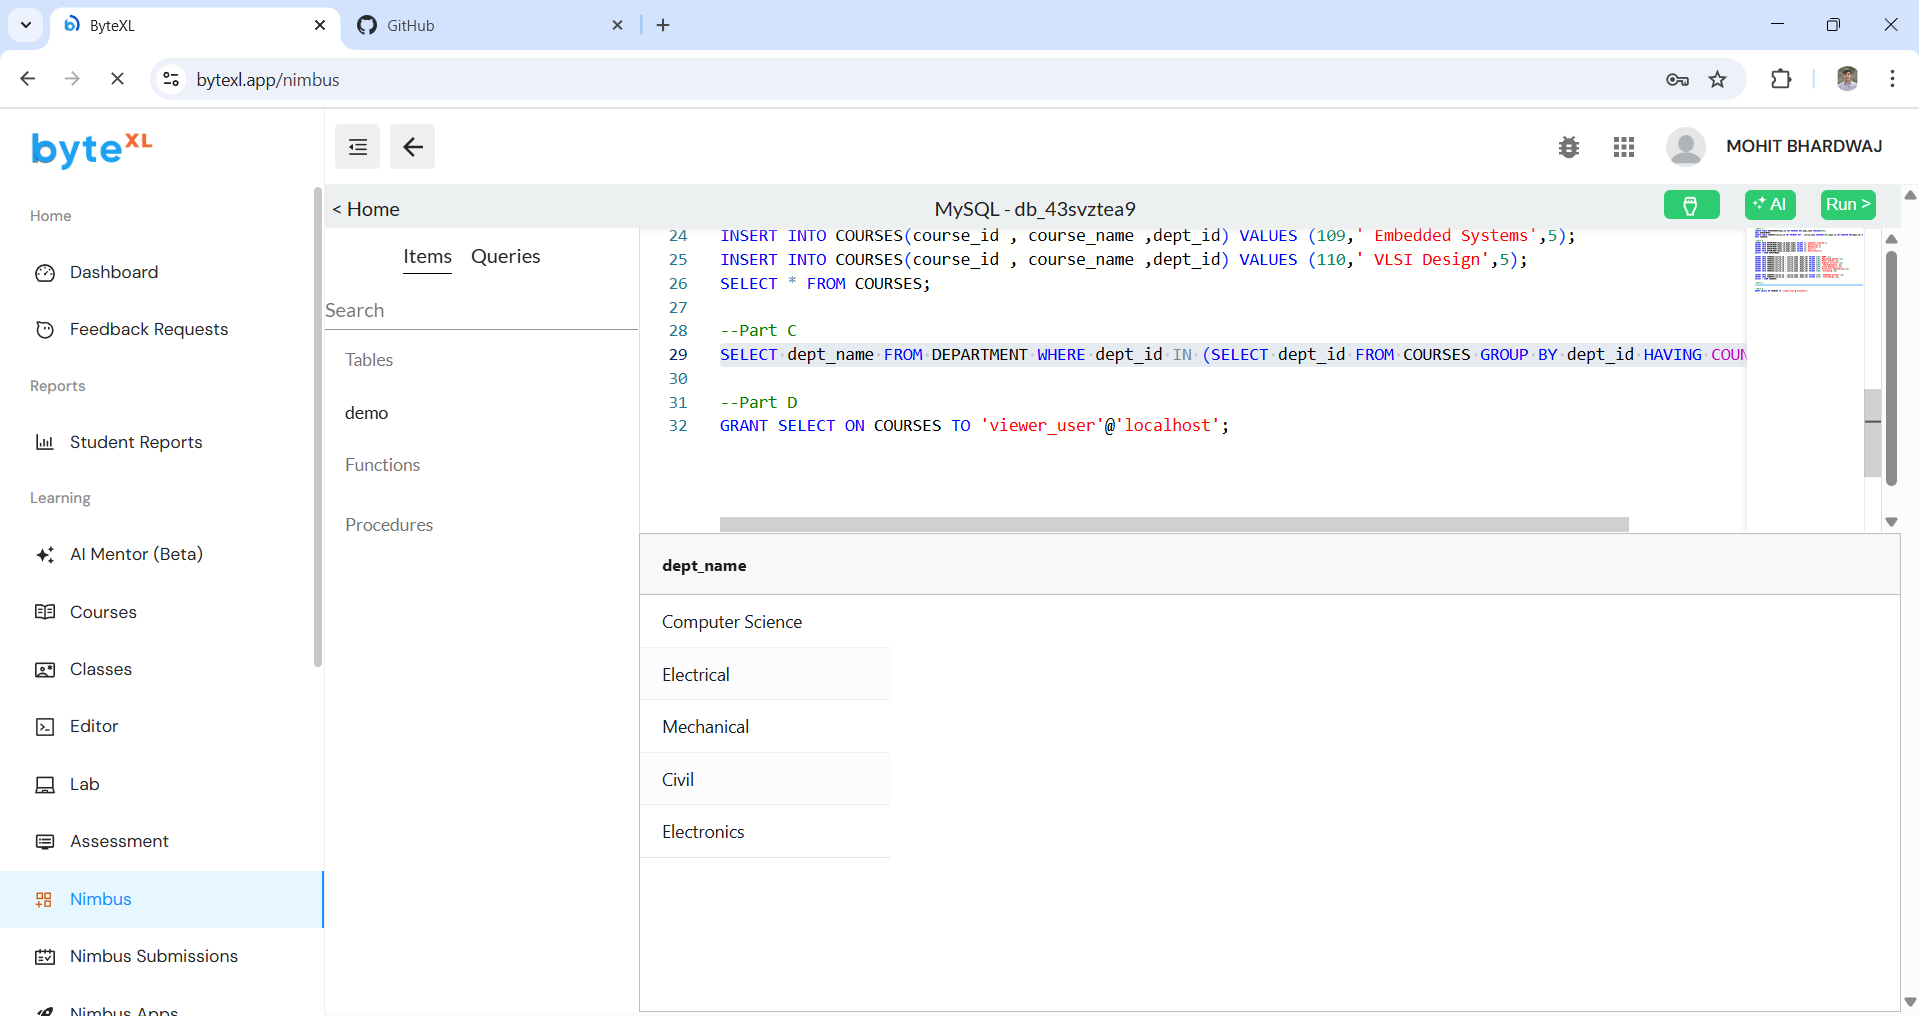 ByteXL
GitHub
bytexl.app/nimbus
byteXL
MOHIT BHARDWAJ
Home
Dashboard
Feedback Requests
Reports
Student Reports
Learning
AI Mentor (Beta)
Courses
Classes
Editor
Lab
Assessment
Nimbus
Nimbus Submissions
Nimbus Apps
< Home
MySQL - db_43svztea9
AI
Run >
Items
Queries
Search
Tables
demo
Functions
Procedures
24 INSERT INTO COURSES(course_id , course_name ,dept_id) VALUES (109,' Embedded Systems',5);
25 INSERT INTO COURSES(course_id , course_name ,dept_id) VALUES (110,' VLSI Design',5);
26 SELECT * FROM COURSES;
27
28 --Part C
29 SELECT dept_name FROM DEPARTMENT WHERE dept_id IN (SELECT dept_id FROM COURSES GROUP BY dept_id HAVING COUN
30
31 --Part D
32 GRANT SELECT ON COURSES TO 'viewer_user'@'localhost';
dept_name
Computer Science
Electrical
Mechanical
Civil
Electronics